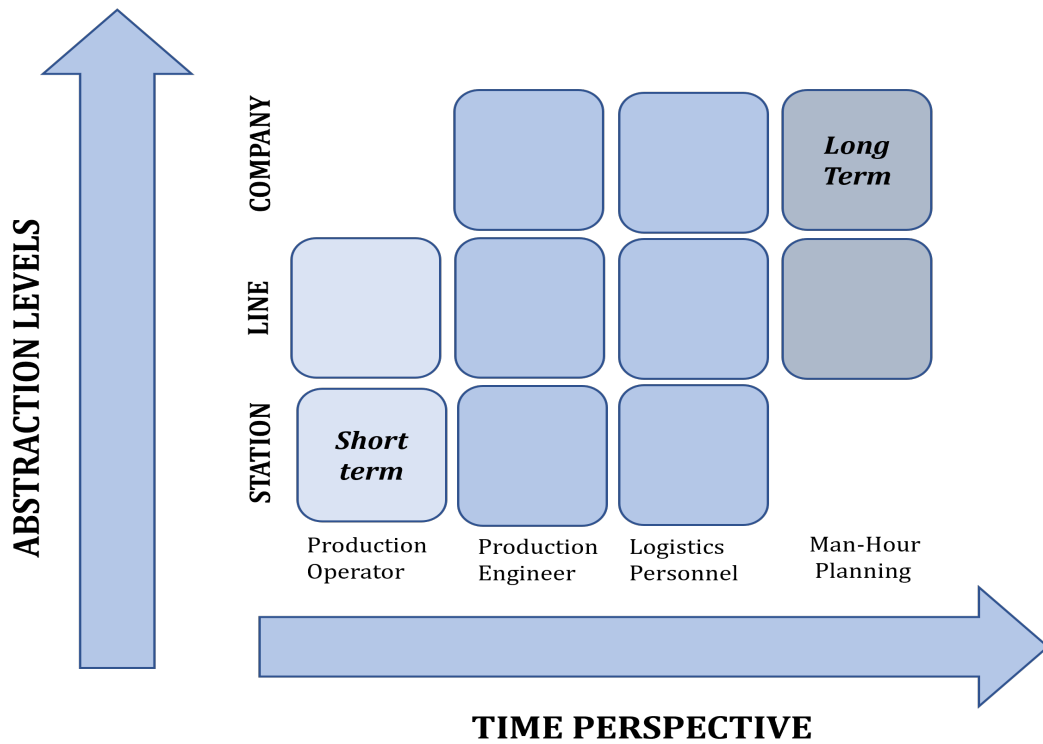 ABSTRACTION LEVELS
COMPANY
LINE
STATION
Long
Term
Short
term
Production
Operator
Production
Engineer
Logistics
Personnel
Man-Hour
Planning
TIME PERSPECTIVE